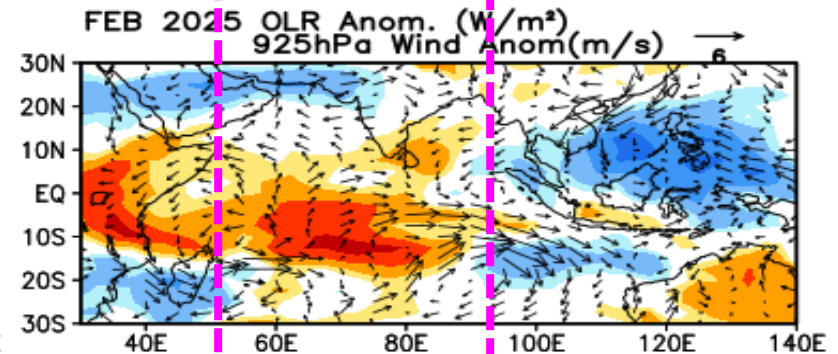 FEB 2025 OLR Anom. (W/m²)
925hPa Wind Anom(m/s)
6
30N
20N
10N
EQ
10S
20S
30S
40E 60E 80E 100E 120E 140E